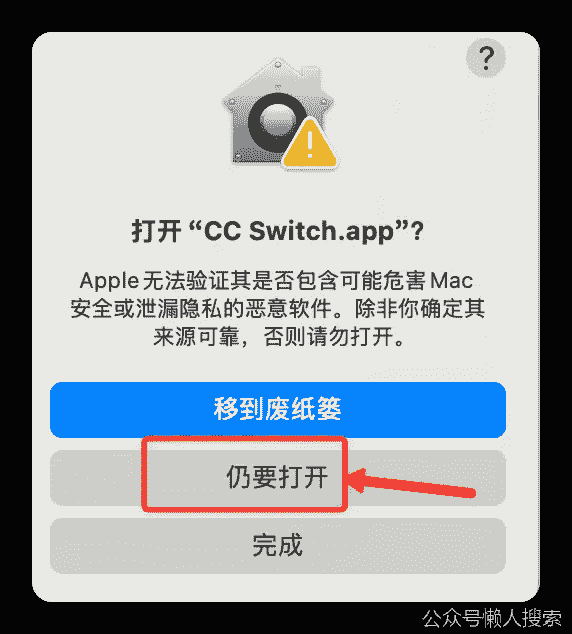 ?
打开“CC Switch.app”?
Apple 无法验证其是否包含可能危害 Mac
安全或泄漏隐私的恶意软件。除非你确定其
来源可靠，否则请勿打开。
移到废纸篓
仍要打开
完成
公众号懒人搜索